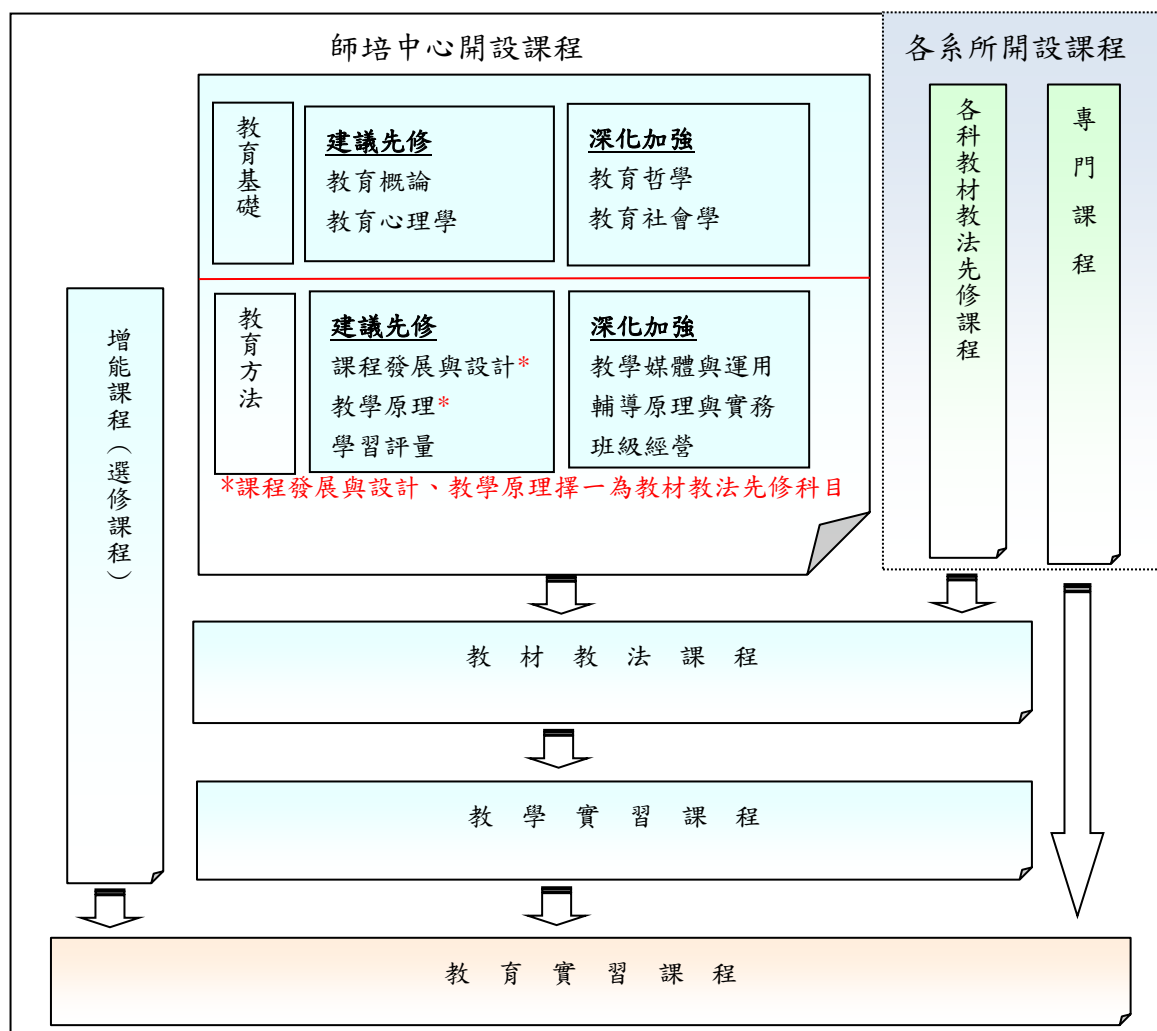 師培中心開設課程
各系所開設課程
教育基礎
建議先修
教育概論
教育心理學
深化加強
教育哲學
教育社會學
教育方法
建議先修
課程發展與設計*
教學原理*
學習評量
深化加強
教學媒體與運用
輔導原理與實務
班級經營
*課程發展與設計、教學原理擇一為教材教法先修科目
各科教材教法先修課程
專門課程
增能課程（選修課程）
教材教法課程
教學實習課程
教育實習課程